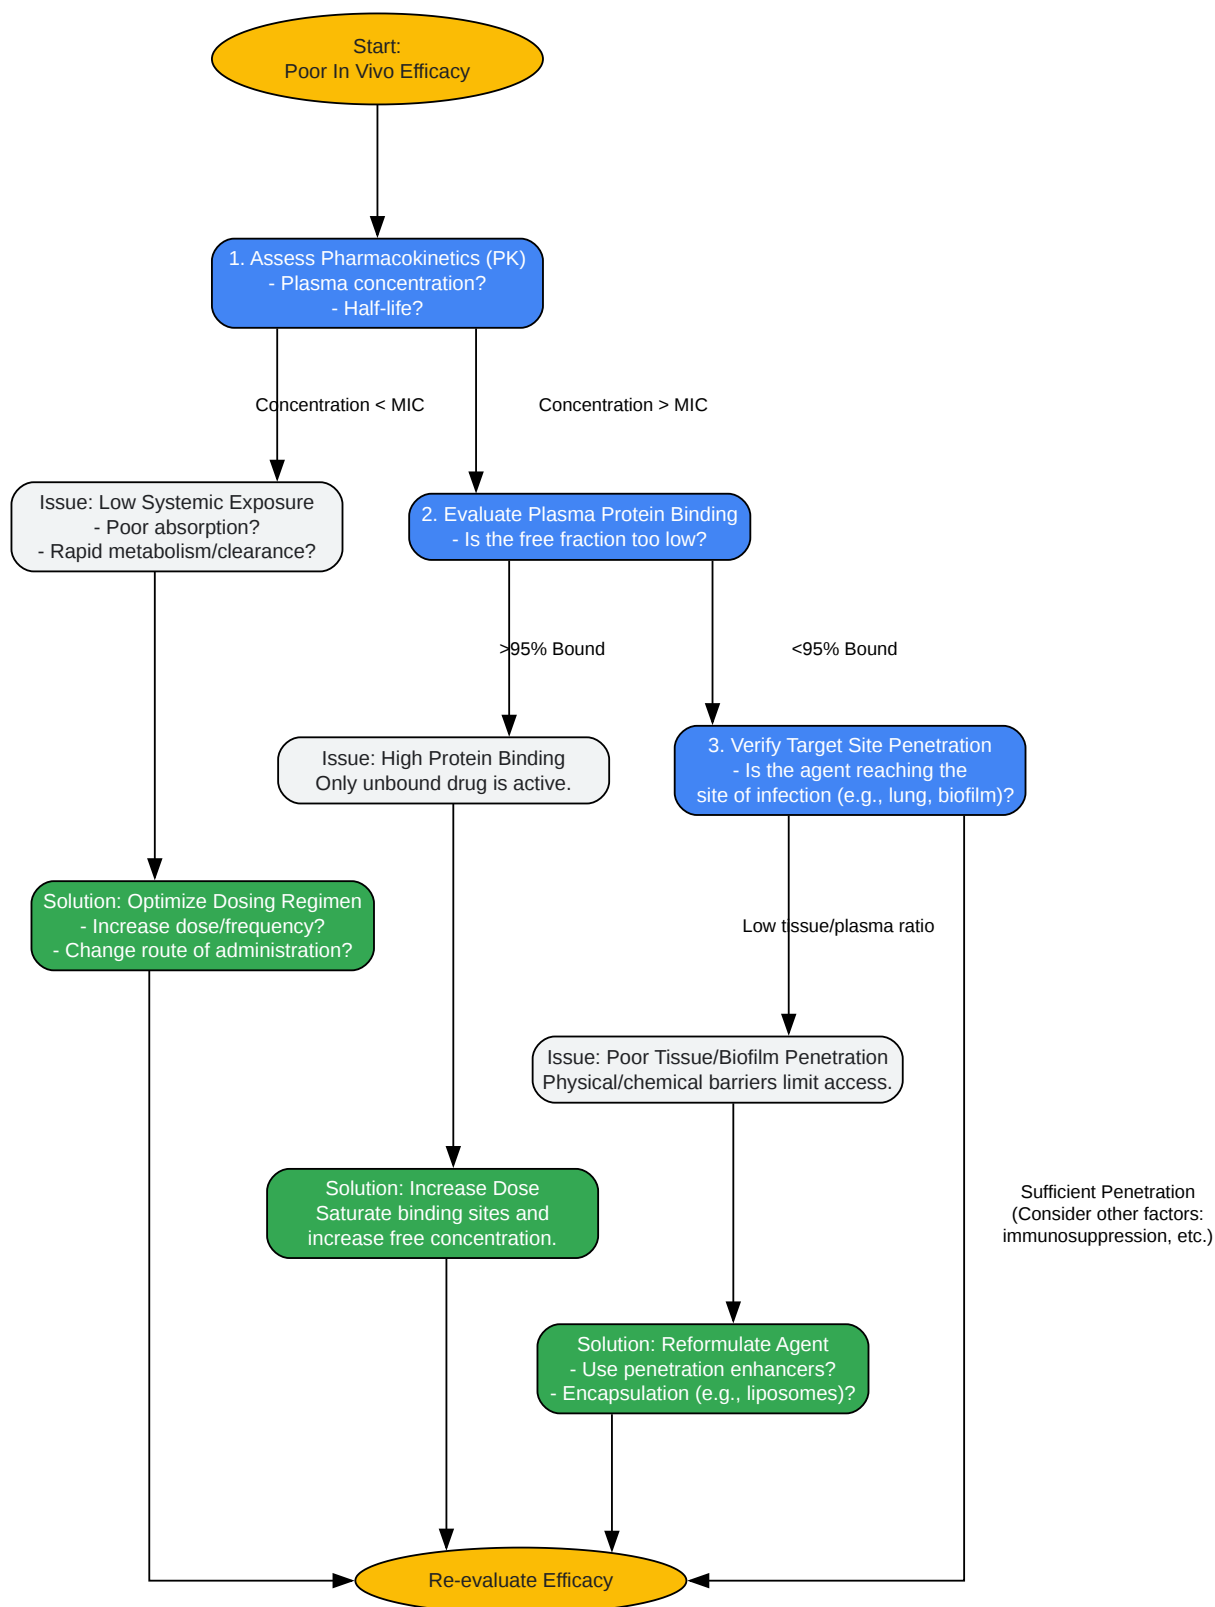 Start:
Poor In Vivo Efficacy
1. Assess Pharmacokinetics (PK)
- Plasma concentration?
- Half-life?
Concentration < MIC
Concentration > MIC
Issue: Low Systemic Exposure
- Poor absorption?
- Rapid metabolism/clearance?
2. Evaluate Plasma Protein Binding
- Is the free fraction too low?
>95% Bound
<95% Bound
Issue: High Protein Binding
Only unbound drug is active.
3. Verify Target Site Penetration
- Is the agent reaching the
site of infection (e.g., lung, biofilm)?
Solution: Optimize Dosing Regimen
- Increase dose/frequency?
- Change route of administration?
Low tissue/plasma ratio
Issue: Poor Tissue/Biofilm Penetration
Physical/chemical barriers limit access.
Solution: Increase Dose
Saturate binding sites and
increase free concentration.
Sufficient Penetration
(Consider other factors:
immunosuppression, etc.)
Solution: Reformulate Agent
- Use penetration enhancers?
- Encapsulation (e.g., liposomes)?
Re-evaluate Efficacy